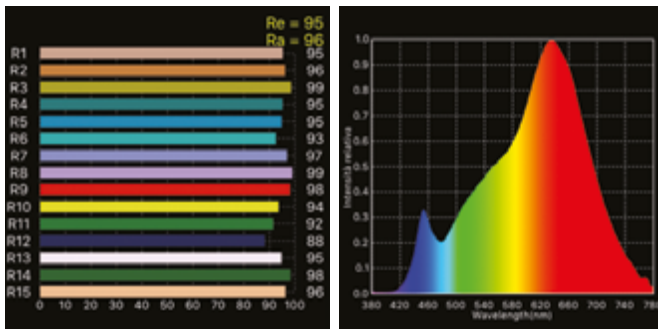 Re = 95
Ra = 96
R1 95
R2 96
R3 99
R4 95
R5 95
R6 93
R7 97
R8 99
R9 98
R10 94
R11 92
R12 88
R13 95
R14 98
R15 96
0 10 20 30 40 50 60 70 80 90 100
Intensità relativa
1.0
0.9
0.8
0.7
0.6
0.5
0.4
0.3
0.2
0.1
0.0
380 420 460 500 540 580 620 660 700 740 780
Wavelength(nm)